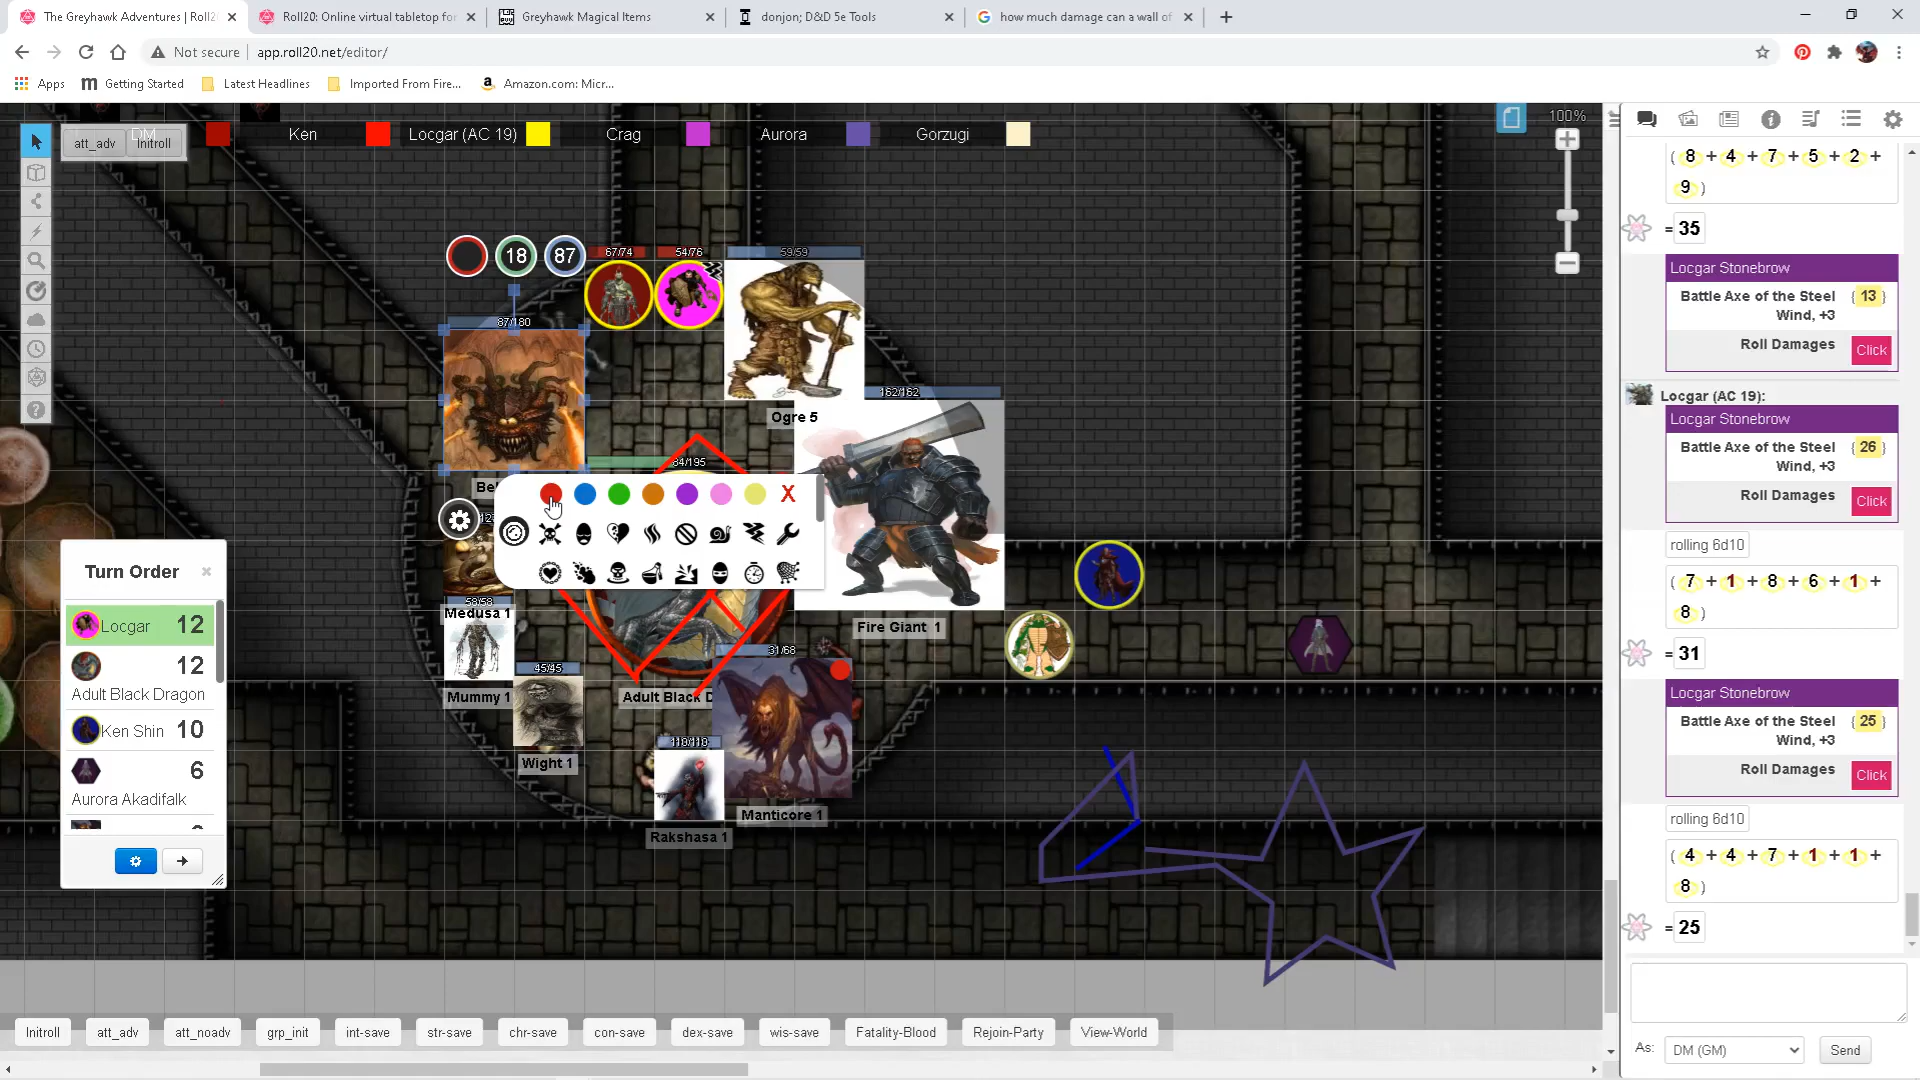 The Greyhawk Adventures | Roll2
Roll20: Online virtual tabletop for
Greyhawk Magical Items
donjon; D&D 5e Tools
how much damage can a wall of
Not secure
app.roll20.net/editor/
Apps
Getting Started
Latest Headlines
Imported From Fire...
Amazon.com: Micr...
DM
Ken
Locgar (AC 19)
Crag
Aurora
Gorzugi
100%
att_adv
Initroll
18
87
67/74
54/76
59/59
87/180
162/162
Ogre 5
84/195
Bel
Medusa 1
58/58
Mummy 1
45/45
Wight 1
Adult Black D
31/68
Fire Giant 1
110/110
Rakshasa 1
Manticore 1
Turn Order
Locgar 12
12
Adult Black Dragon
Ken Shin 10
6
Aurora Akadifalk
( 8 + 4 + 7 + 5 + 2 +
9 )
= 35
Locgar Stonebrow
Battle Axe of the Steel { 13 }
Wind, +3
Roll Damages Click
Locgar (AC 19):
Locgar Stonebrow
Battle Axe of the Steel { 26 }
Wind, +3
Roll Damages Click
rolling 6d10
( 7 + 1 + 8 + 6 + 1 +
8 )
= 31
Locgar Stonebrow
Battle Axe of the Steel { 25 }
Wind, +3
Roll Damages Click
rolling 6d10
( 4 + 4 + 7 + 1 + 1 +
8 )
= 25
As: DM (GM) Send
Initroll
att_adv
att_noadv
grp_init
int-save
str-save
chr-save
con-save
dex-save
wis-save
Fatality-Blood
Rejoin-Party
View-World